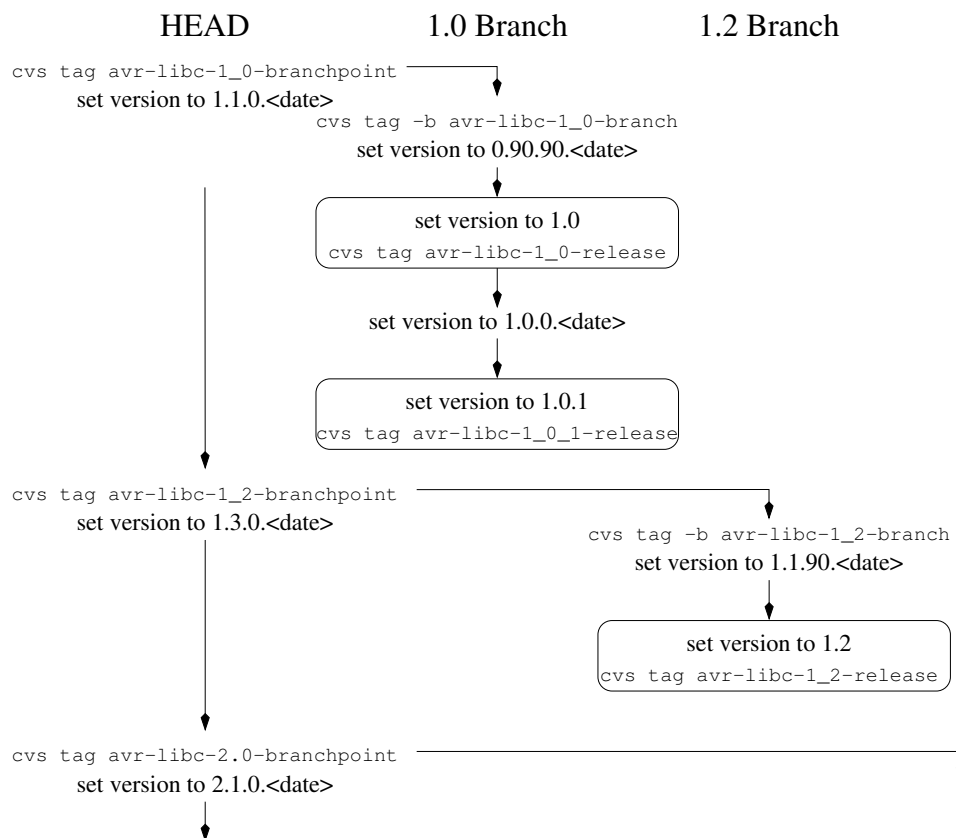 HEAD
1.0 Branch
1.2 Branch
cvs tag avr-libc-1_0-branchpoint
set version to 1.1.0.<date>
cvs tag -b avr-libc-1_0-branch
set version to 0.90.90.<date>
set version to 1.0
cvs tag avr-libc-1_0-release
set version to 1.0.0.<date>
set version to 1.0.1
cvs tag avr-libc-1_0_1-release
cvs tag avr-libc-1_2-branchpoint
set version to 1.3.0.<date>
cvs tag -b avr-libc-1_2-branch
set version to 1.1.90.<date>
set version to 1.2
cvs tag avr-libc-1_2-release
cvs tag avr-libc-2.0-branchpoint
set version to 2.1.0.<date>